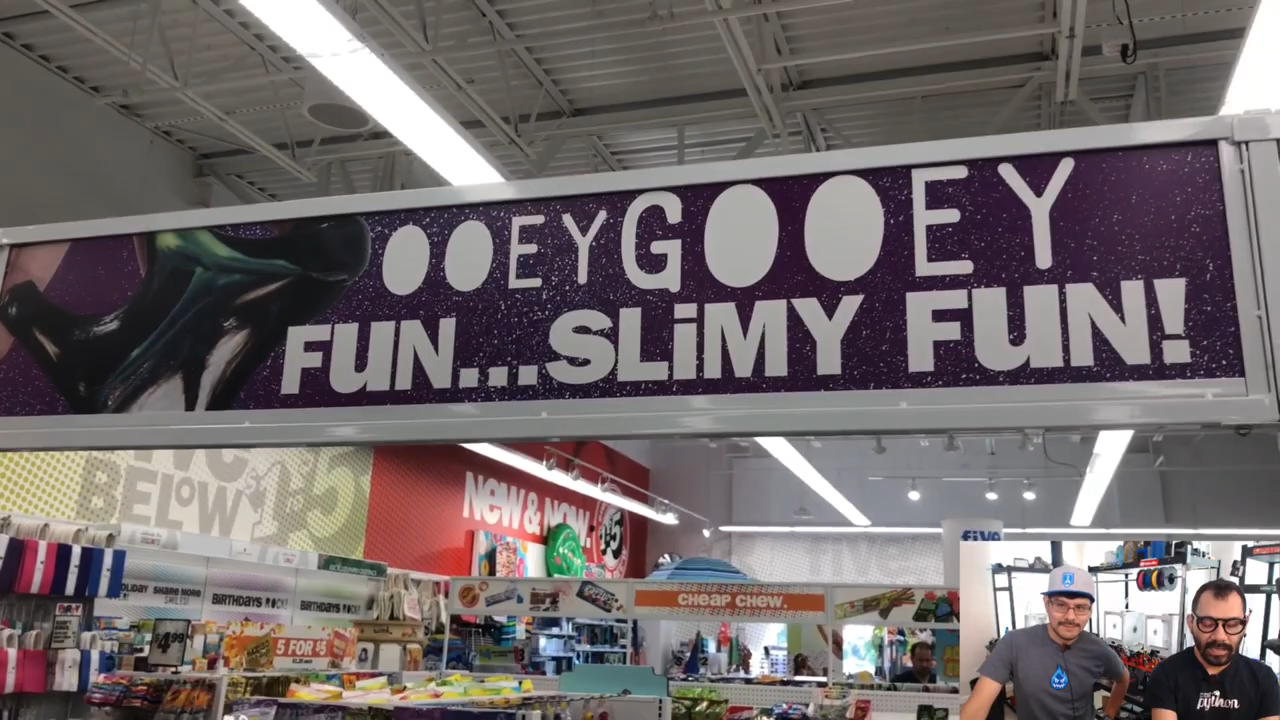 OOEYGOOEY
FUN...SLiMY FUN!
BELoW
NeW & NoW.
BIRTHDAYS ROCK!
SHARE MORE
SMILES!
BIRTHDAYS ROCK!
$4.99
5 FOR $5
CHeAP CHeW.
five
python